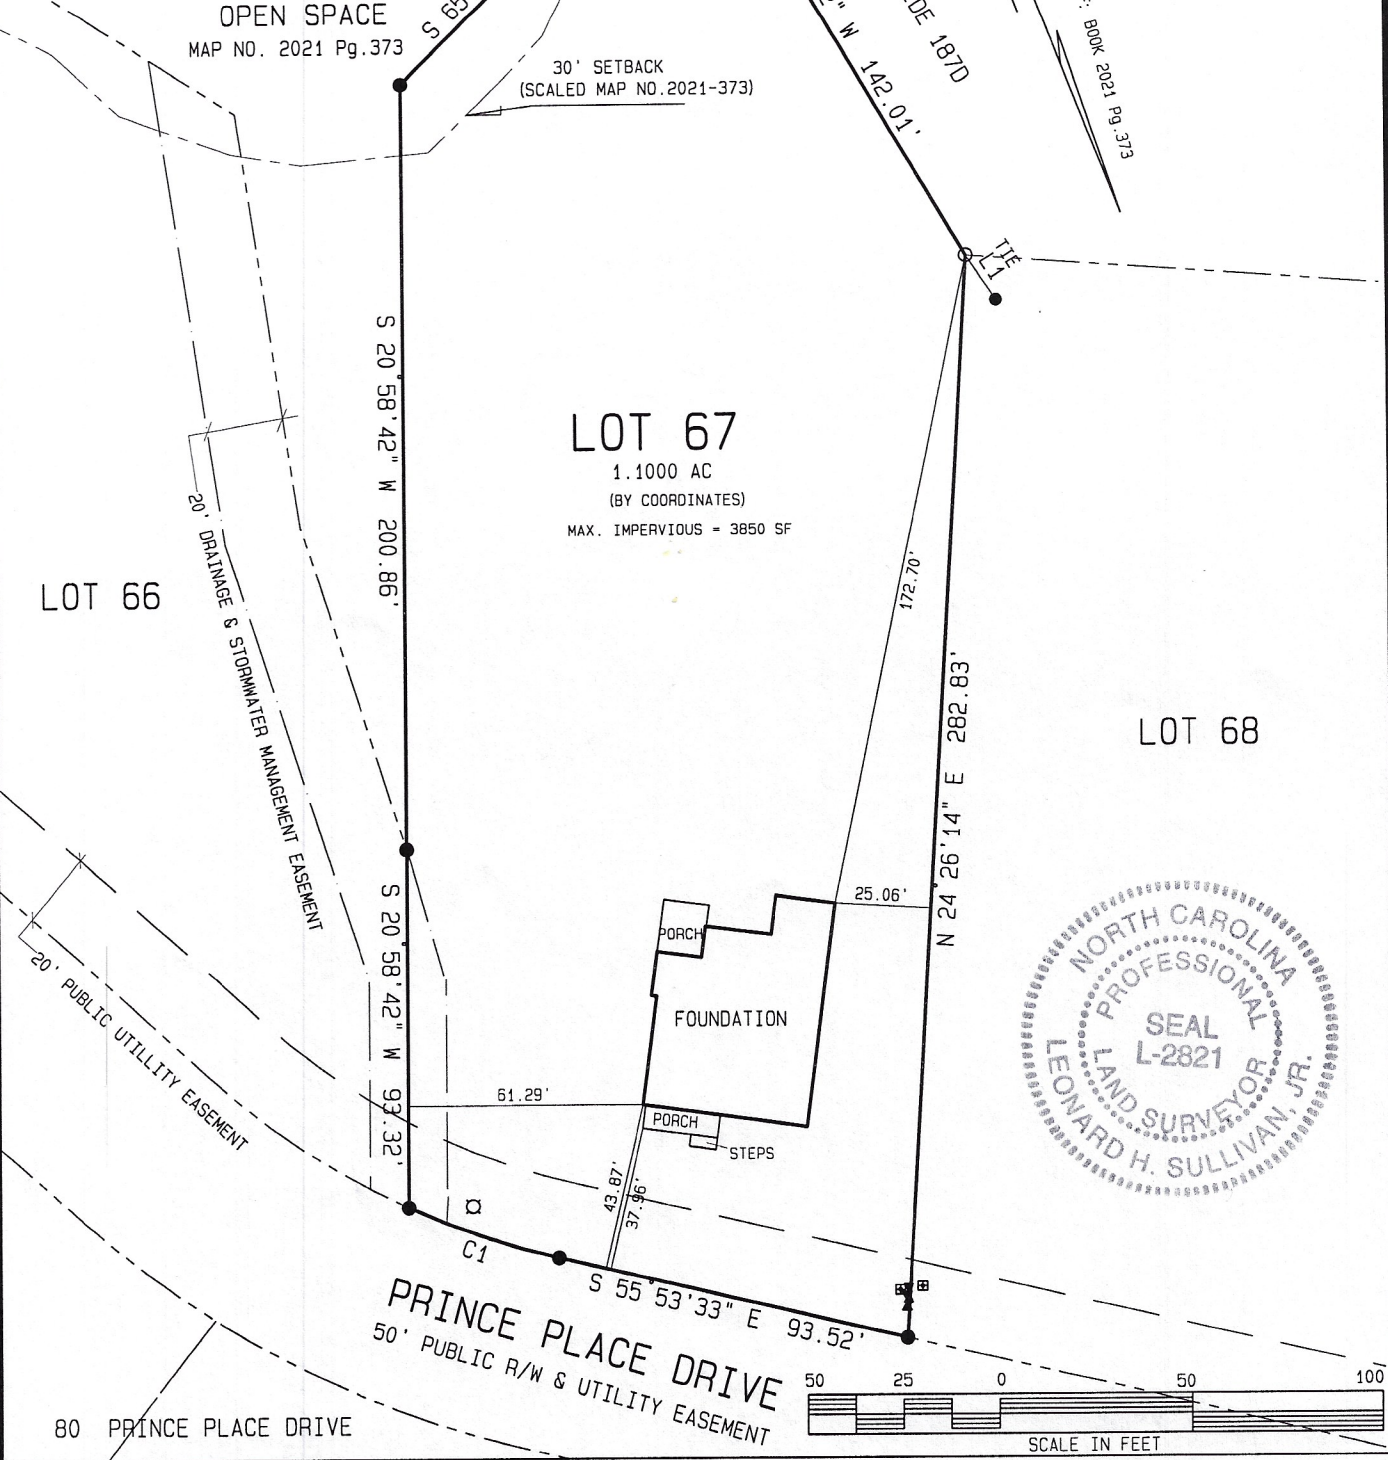 OPEN SPACE
MAP NO. 2021 Pg.373
S 65
30' SETBACK
(SCALED MAP NO.2021-373)
" W 142.01'
DE 187D
: BOOK 2021 Pg.373
TIE
L1
S 20°58'42" W 200.86'
LOT 67
1.1000 AC
(BY COORDINATES)
MAX. IMPERVIOUS = 3850 SF
20' DRAINAGE & STORMWATER MANAGEMENT EASEMENT
LOT 66
172.70'
N 24°26'14" E 282.83'
LOT 68
25.06'
PORCH
FOUNDATION
S 20°58'42" W 93.32'
20' PUBLIC UTILLITY EASEMENT
61.29'
PORCH
STEPS
43.87'
37.96'
C1
S 55°53'33" E 93.52'
PRINCE PLACE DRIVE
50' PUBLIC R/W & UTILITY EASEMENT
NORTH CAROLINA
PROFESSIONAL
SEAL
L-2821
LAND SURVEYOR
LEONARD H. SULLIVAN, JR.
50 25 0 50 100
SCALE IN FEET
80 PRINCE PLACE DRIVE